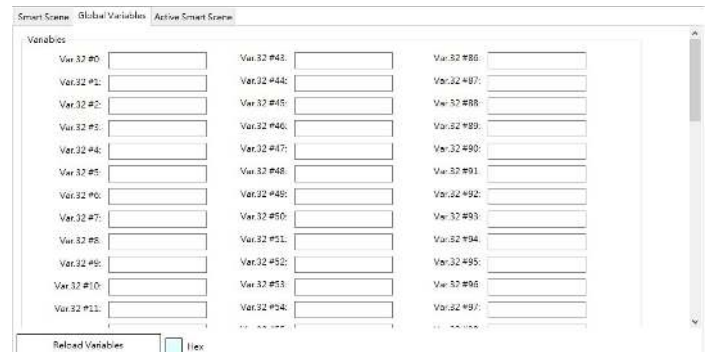 Smart Scene Global Variables Active Smart Scene
Variables
Var.32 #0: Var.32 #43: Var.32 #86:
Var.32 #1: Var.32 #44: Var.32 #87:
Var.32 #2: Var.32 #45: Var.32 #88:
Var.32 #3: Var.32 #46: Var.32 #89:
Var.32 #4: Var.32 #47: Var.32 #90:
Var.32 #5: Var.32 #48: Var.32 #91:
Var.32 #6: Var.32 #49: Var.32 #92:
Var.32 #7: Var.32 #50: Var.32 #93:
Var.32 #8: Var.32 #51: Var.32 #94:
Var.32 #9: Var.32 #52: Var.32 #95:
Var.32 #10: Var.32 #53: Var.32 #96:
Var.32 #11: Var.32 #54: Var.32 #97:
Reload Variables Hex